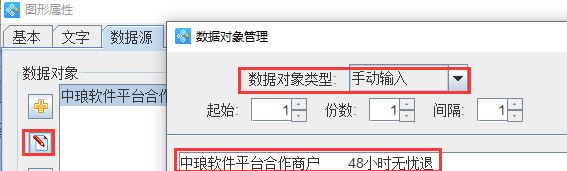 图形属性
基本 文字 数据源
数据对象
中琅软件平台合作
数据对象管理
数据对象类型: 手动输入
起始: 1 份数: 1 间隔: 1
中琅软件平台合作商户 48小时无忧退